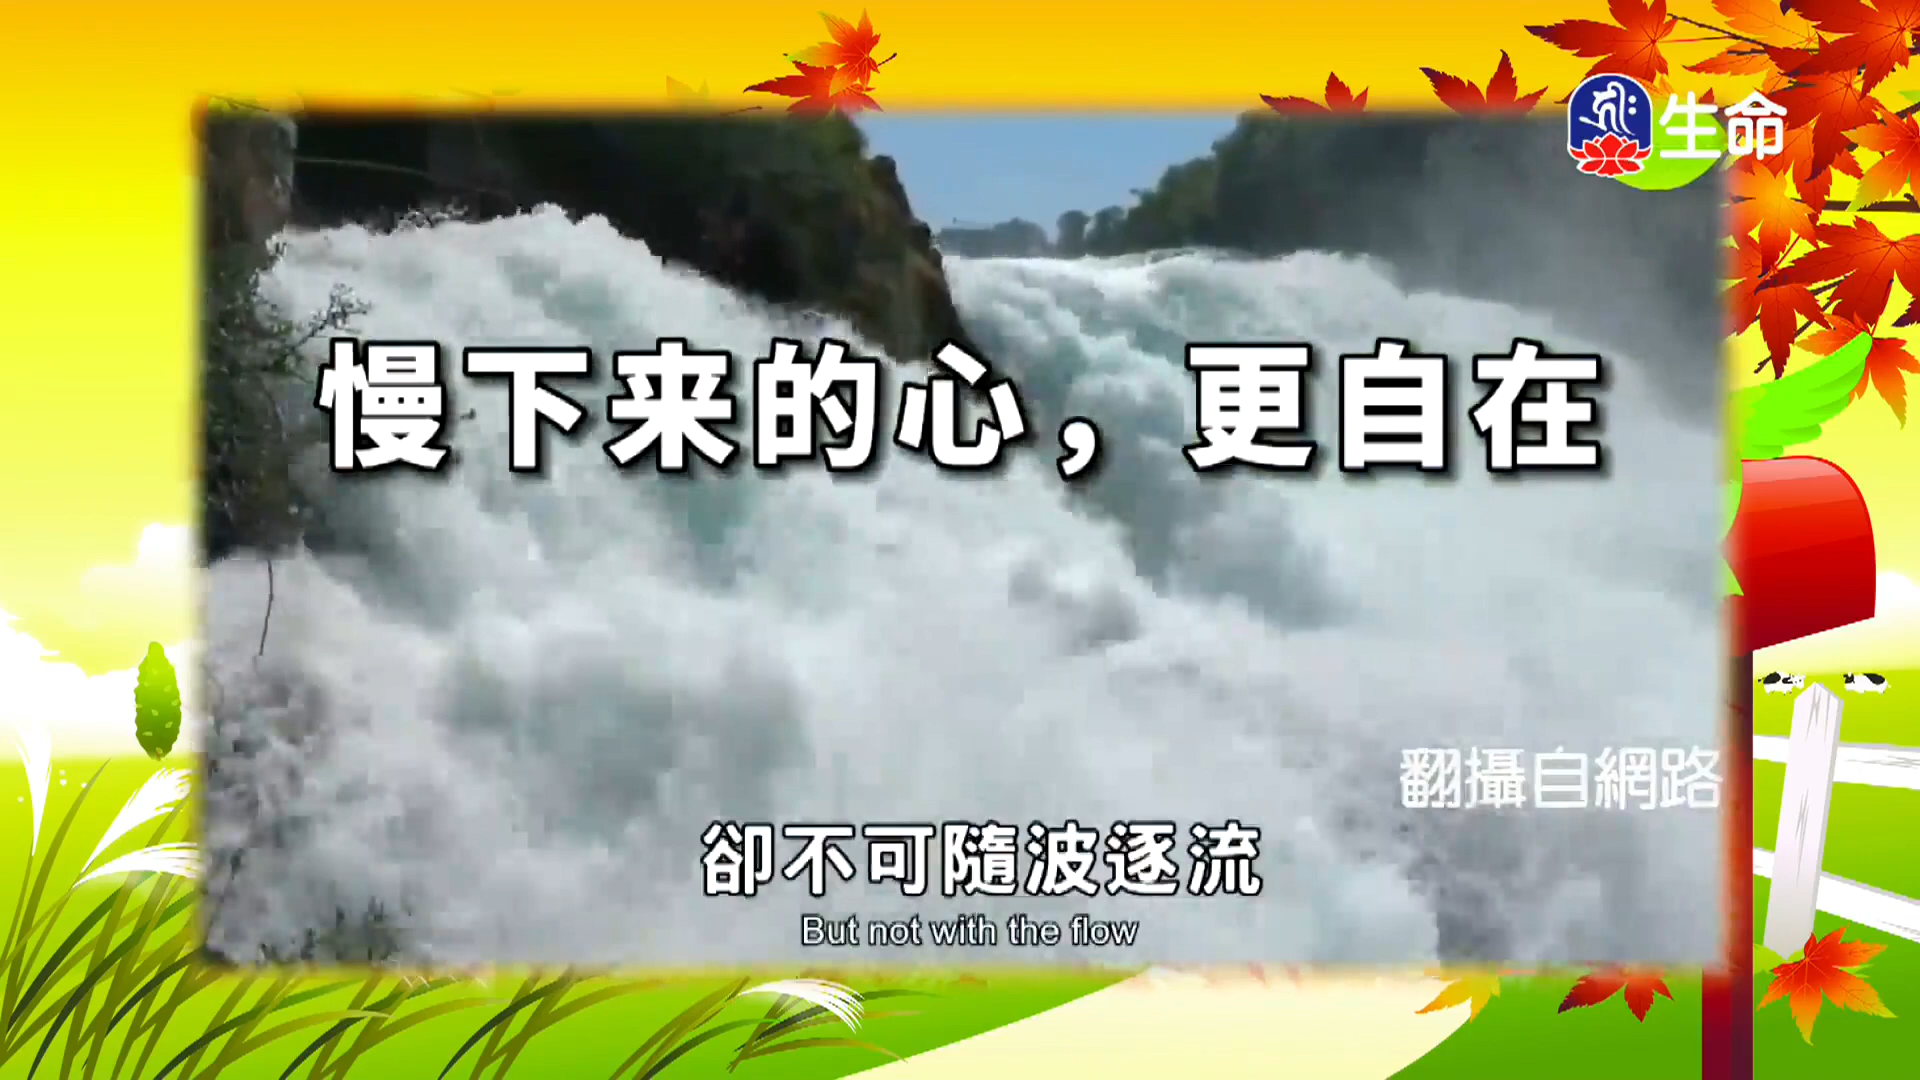 生命
慢下来的心，更自在
翻攝自網路
卻不可隨波逐流
But not with the flow